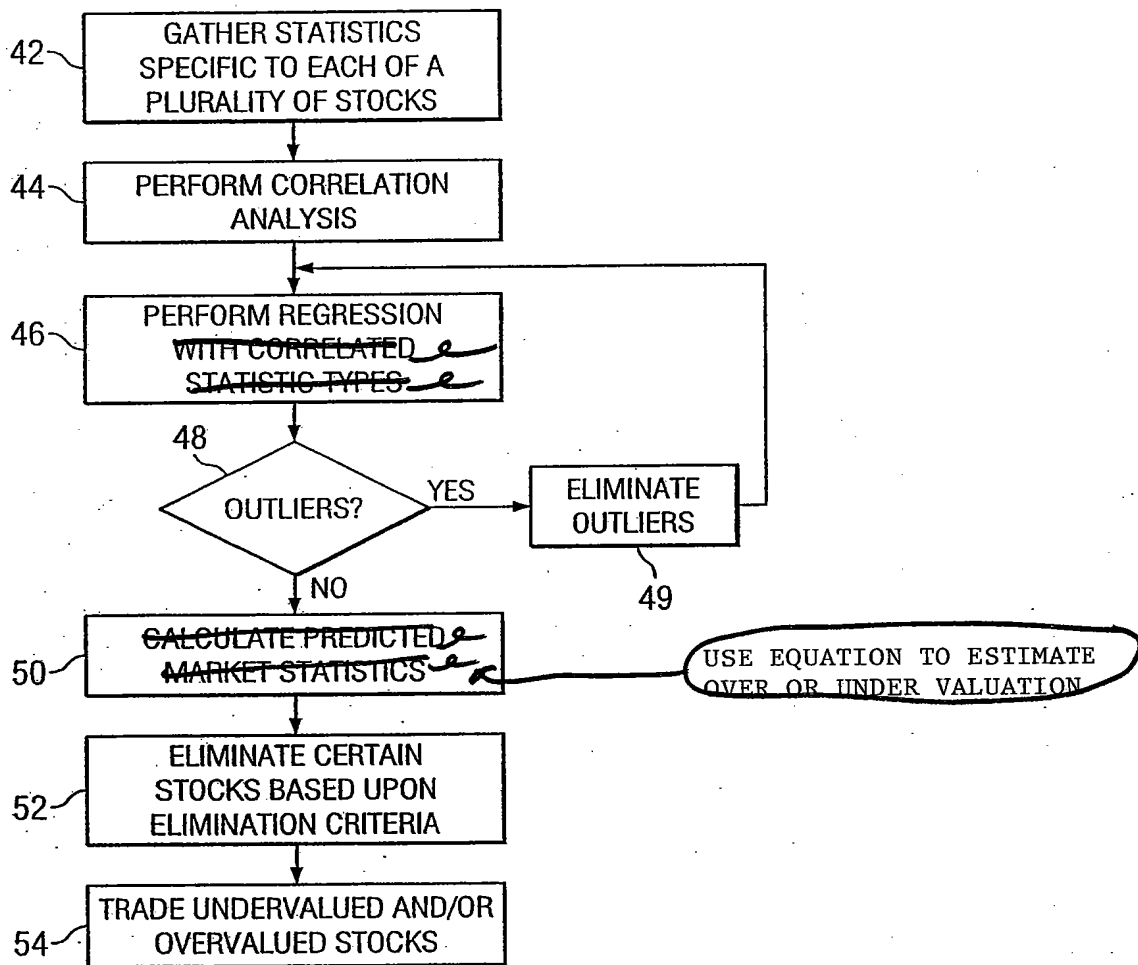 42
GATHER STATISTICS
SPECIFIC TO EACH OF A
PLURALITY OF STOCKS
44
PERFORM CORRELATION
ANALYSIS
46
PERFORM REGRESSION
WITH CORRELATED
STATISTIC TYPES
48
OUTLIERS?
YES
ELIMINATE
OUTLIERS
49
NO
50
CALCULATE PREDICTED
MARKET STATISTICS
USE EQUATION TO ESTIMATE
OVER OR UNDER VALUATION
52
ELIMINATE CERTAIN
STOCKS BASED UPON
ELIMINATION CRITERIA
54
TRADE UNDERVALUED AND/OR
OVERVALUED STOCKS